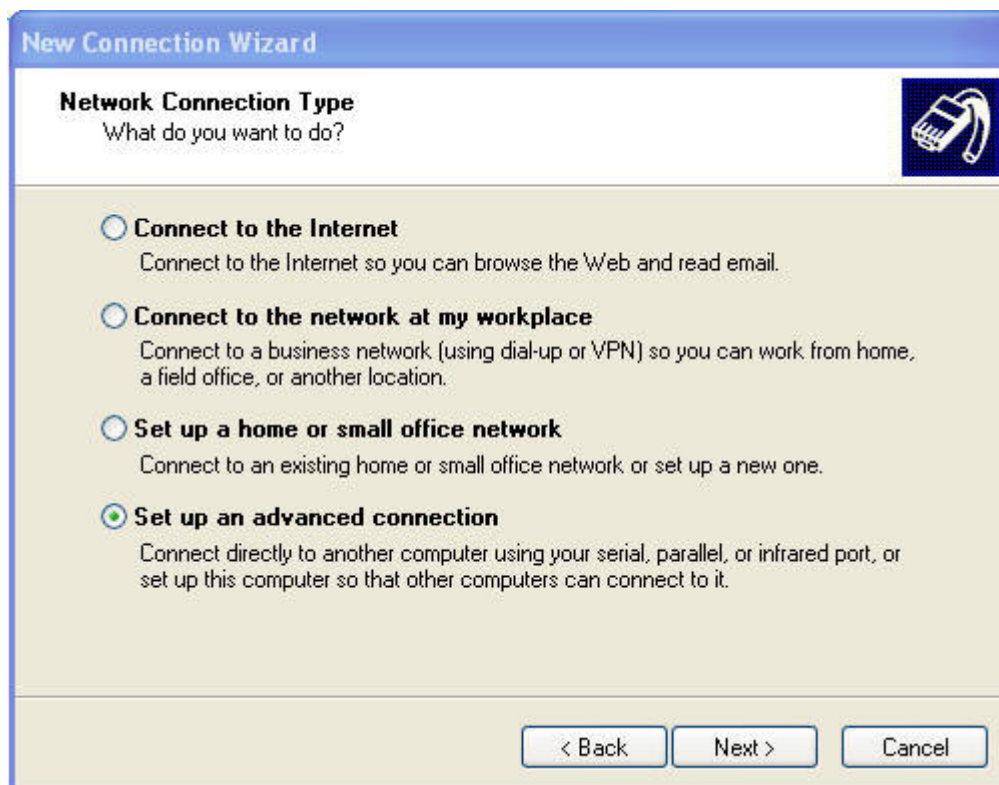 New Connection Wizard
Network Connection Type
What do you want to do?
Connect to the Internet
Connect to the Internet so you can browse the Web and read email.
Connect to the network at my workplace
Connect to a business network (using dial-up or VPN) so you can work from home,
a field office, or another location.
Set up a home or small office network
Connect to an existing home or small office network or set up a new one.
Set up an advanced connection
Connect directly to another computer using your serial, parallel, or infrared port, or
set up this computer so that other computers can connect to it.
< Back Next > Cancel